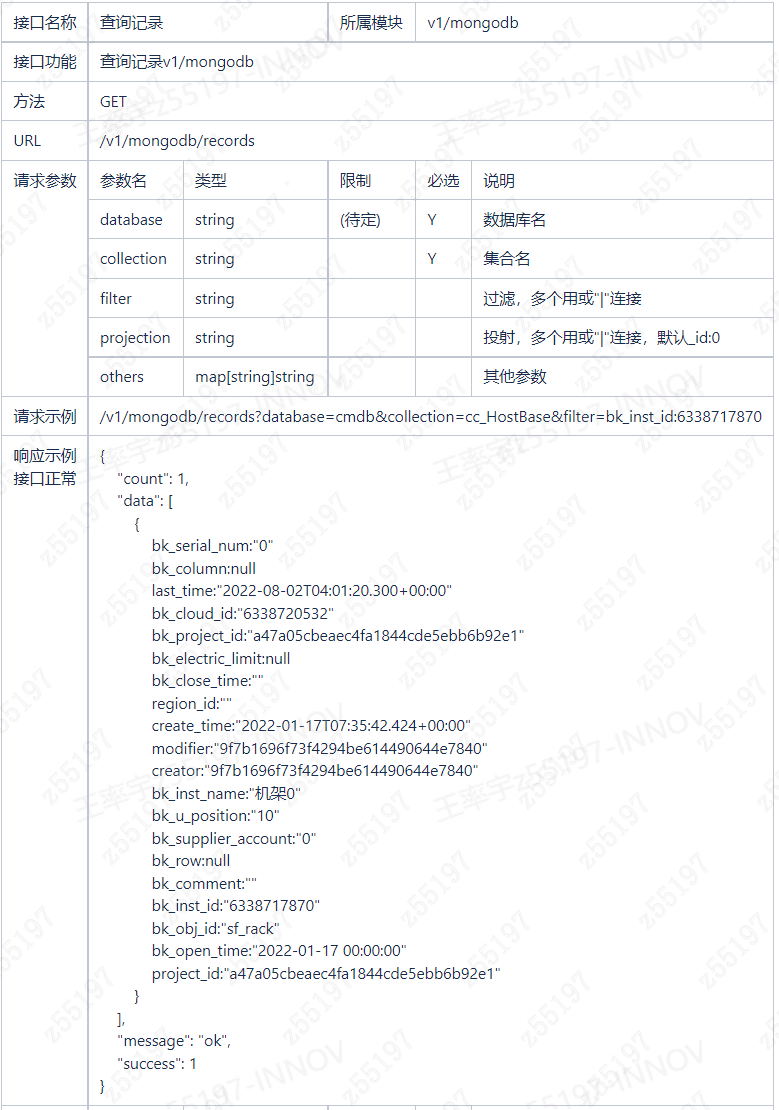 接口名称 查询记录 所属模块 v1/mongodb
接口功能 查询记录v1/mongodb
方法 GET
URL /v1/mongodb/records
请求参数 参数名 类型 限制 必选 说明
database string (待定) Y 数据库名
collection string Y 集合名
filter string 过滤，多个用或"|"连接
projection string 投射，多个用或"|"连接，默认_id:0
others map[string]string 其他参数
请求示例 /v1/mongodb/records?database=cmdb&collection=cc_HostBase&filter=bk_inst_id:6338717870
响应示例
接口正常
{
"count": 1,
"data": [
{
bk_serial_num:"0"
bk_column:null
last_time:"2022-08-02T04:01:20.300+00:00"
bk_cloud_id:"6338720532"
bk_project_id:"a47a05cbeaec4fa1844cde5ebb6b92e1"
bk_electric_limit:null
bk_close_time:""
region_id:""
create_time:"2022-01-17T07:35:42.424+00:00"
modifier:"9f7b1696f73f4294be614490644e7840"
creator:"9f7b1696f73f4294be614490644e7840"
bk_inst_name:"机架0"
bk_u_position:"10"
bk_supplier_account:"0"
bk_row:null
bk_comment:""
bk_inst_id:"6338717870"
bk_obj_id:"sf_rack"
bk_open_time:"2022-01-17 00:00:00"
project_id:"a47a05cbeaec4fa1844cde5ebb6b92e1"
}
],
"message": "ok",
"success": 1
}